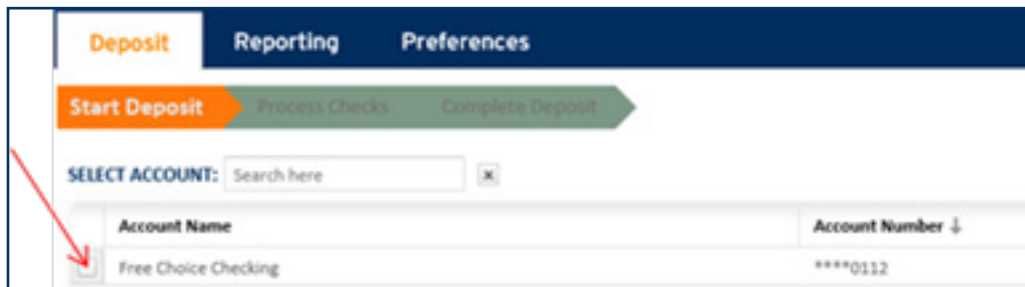 Deposit Reporting Preferences
Start Deposit Process Checks Complete Deposit
SELECT ACCOUNT: Search here x
Account Name Account Number ↓
Free Choice Checking ****0112